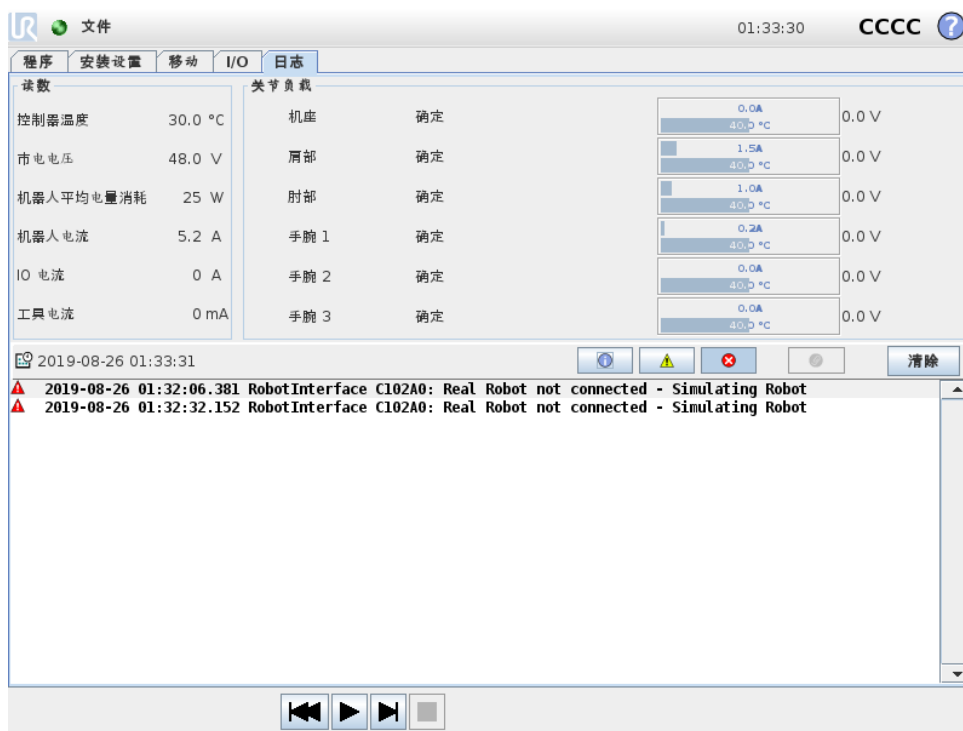 UR 文件 01:33:30 CCCC ?
程序 安装设置 移动 I/O 日志
读数 关节负载
控制器温度 30.0 °C 机座 确定 0.0A 40.0 °C 0.0 V
市电电压 48.0 V 肩部 确定 1.5A 40.0 °C 0.0 V
机器人平均电量消耗 25 W 肘部 确定 1.0A 40.0 °C 0.0 V
机器人电流 5.2 A 手腕 1 确定 0.2A 40.0 °C 0.0 V
IO 电流 0 A 手腕 2 确定 0.0A 40.0 °C 0.0 V
工具电流 0 mA 手腕 3 确定 0.0A 40.0 °C 0.0 V
2019-08-26 01:33:31 清除
2019-08-26 01:32:06.381 RobotInterface C102A0: Real Robot not connected - Simulating Robot
2019-08-26 01:32:32.152 RobotInterface C102A0: Real Robot not connected - Simulating Robot